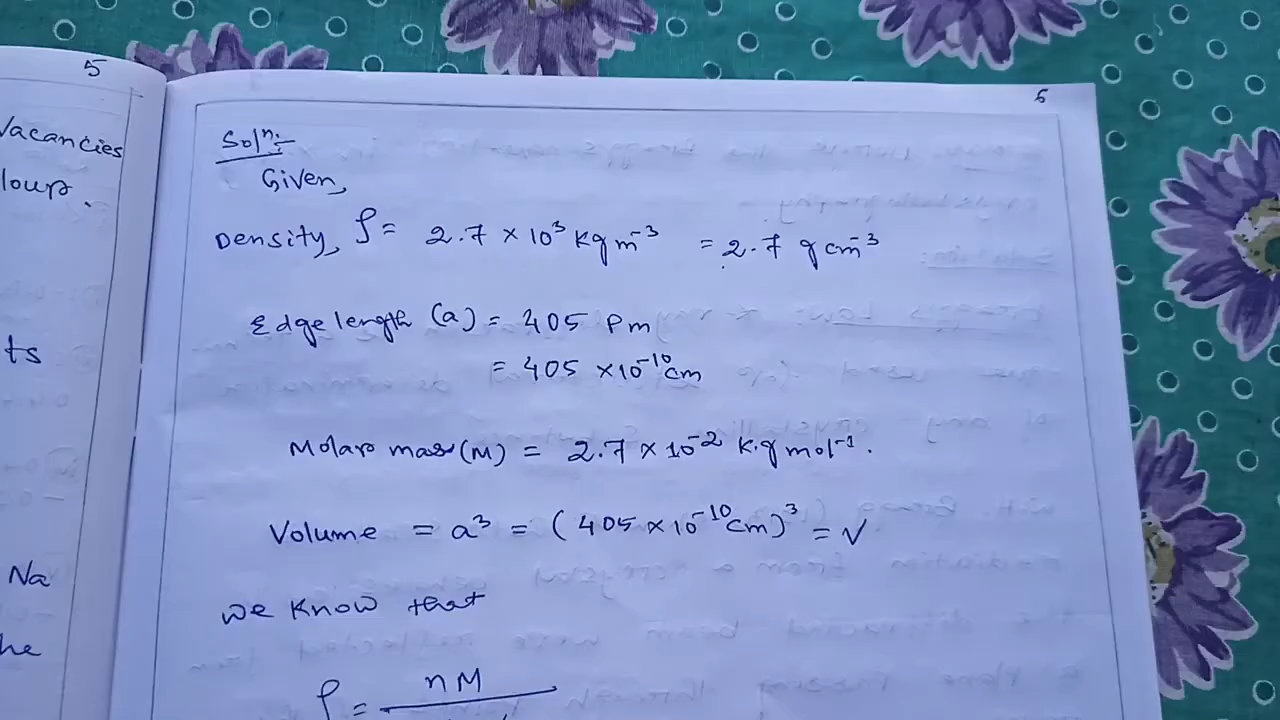 5
Vacancies
loup.
ts
Na
he
6
Solⁿ:-
Given,
Density, ρ = 2.7 × 10³ kg m⁻³ = 2.7 g cm⁻³
Edge length (a) = 405 Pm
= 405 × 10⁻¹⁰ cm
Molar mass (M) = 2.7 × 10⁻² k.g mol⁻¹.
Volume = a³ = (405 × 10⁻¹⁰ cm)³ = V
we know that
ρ = nM